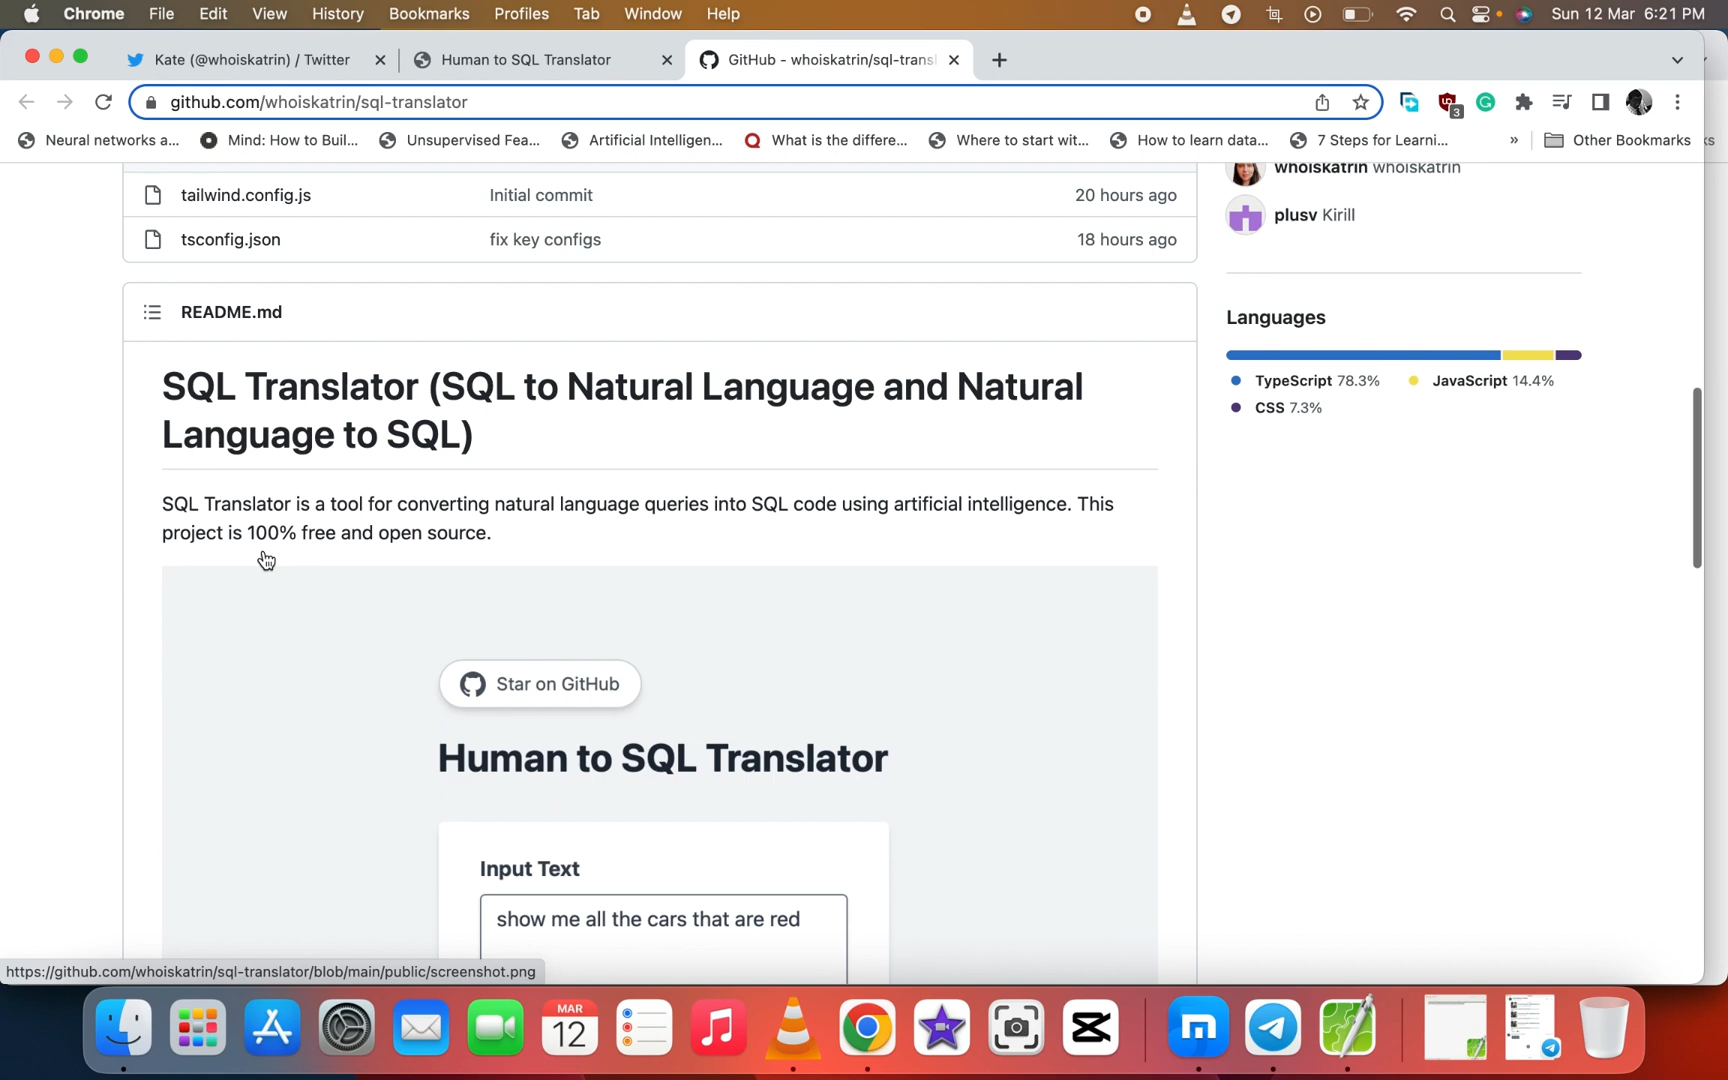 Chrome File Edit View History Bookmarks Profiles Tab Window Help Sun 12 Mar 6:21 PM
Kate (@whoiskatrin) / Twitter
Human to SQL Translator
GitHub - whoiskatrin/sql-transl
github.com/whoiskatrin/sql-translator
3
Neural networks a... Mind: How to Buil... Unsupervised Fea... Artificial Intelligen... What is the differe... Where to start wit... How to learn data... 7 Steps for Learni... » Other Bookmarks
whoiskatrin whoiskatrin
tailwind.config.js Initial commit 20 hours ago
plusv Kirill
tsconfig.json fix key configs 18 hours ago
README.md
Languages
TypeScript 78.3% JavaScript 14.4%
CSS 7.3%
SQL Translator (SQL to Natural Language and Natural
Language to SQL)
SQL Translator is a tool for converting natural language queries into SQL code using artificial intelligence. This
project is 100% free and open source.
Star on GitHub
Human to SQL Translator
Input Text
show me all the cars that are red
https://github.com/whoiskatrin/sql-translator/blob/main/public/screenshot.png
MAR
12